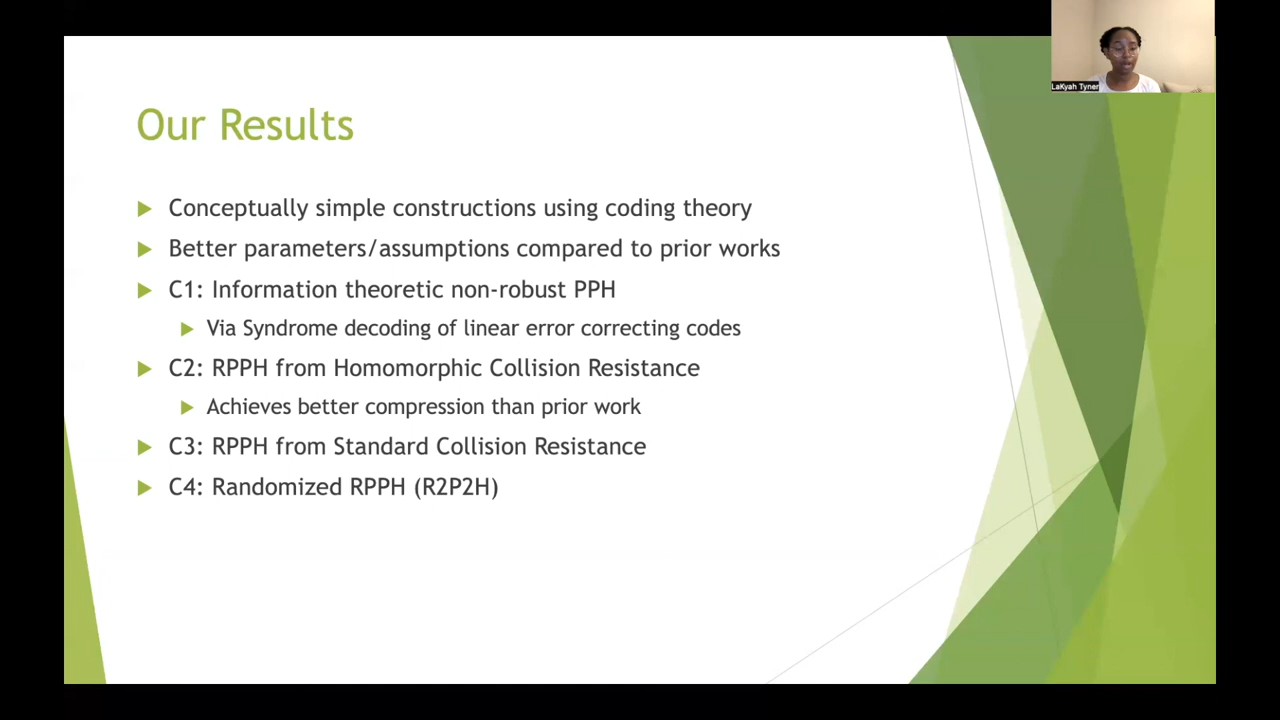 LaKyah Tyner
Our Results
Conceptually simple constructions using coding theory
Better parameters/assumptions compared to prior works
C1: Information theoretic non-robust PPH
Via Syndrome decoding of linear error correcting codes
C2: RPPH from Homomorphic Collision Resistance
Achieves better compression than prior work
C3: RPPH from Standard Collision Resistance
C4: Randomized RPPH (R2P2H)